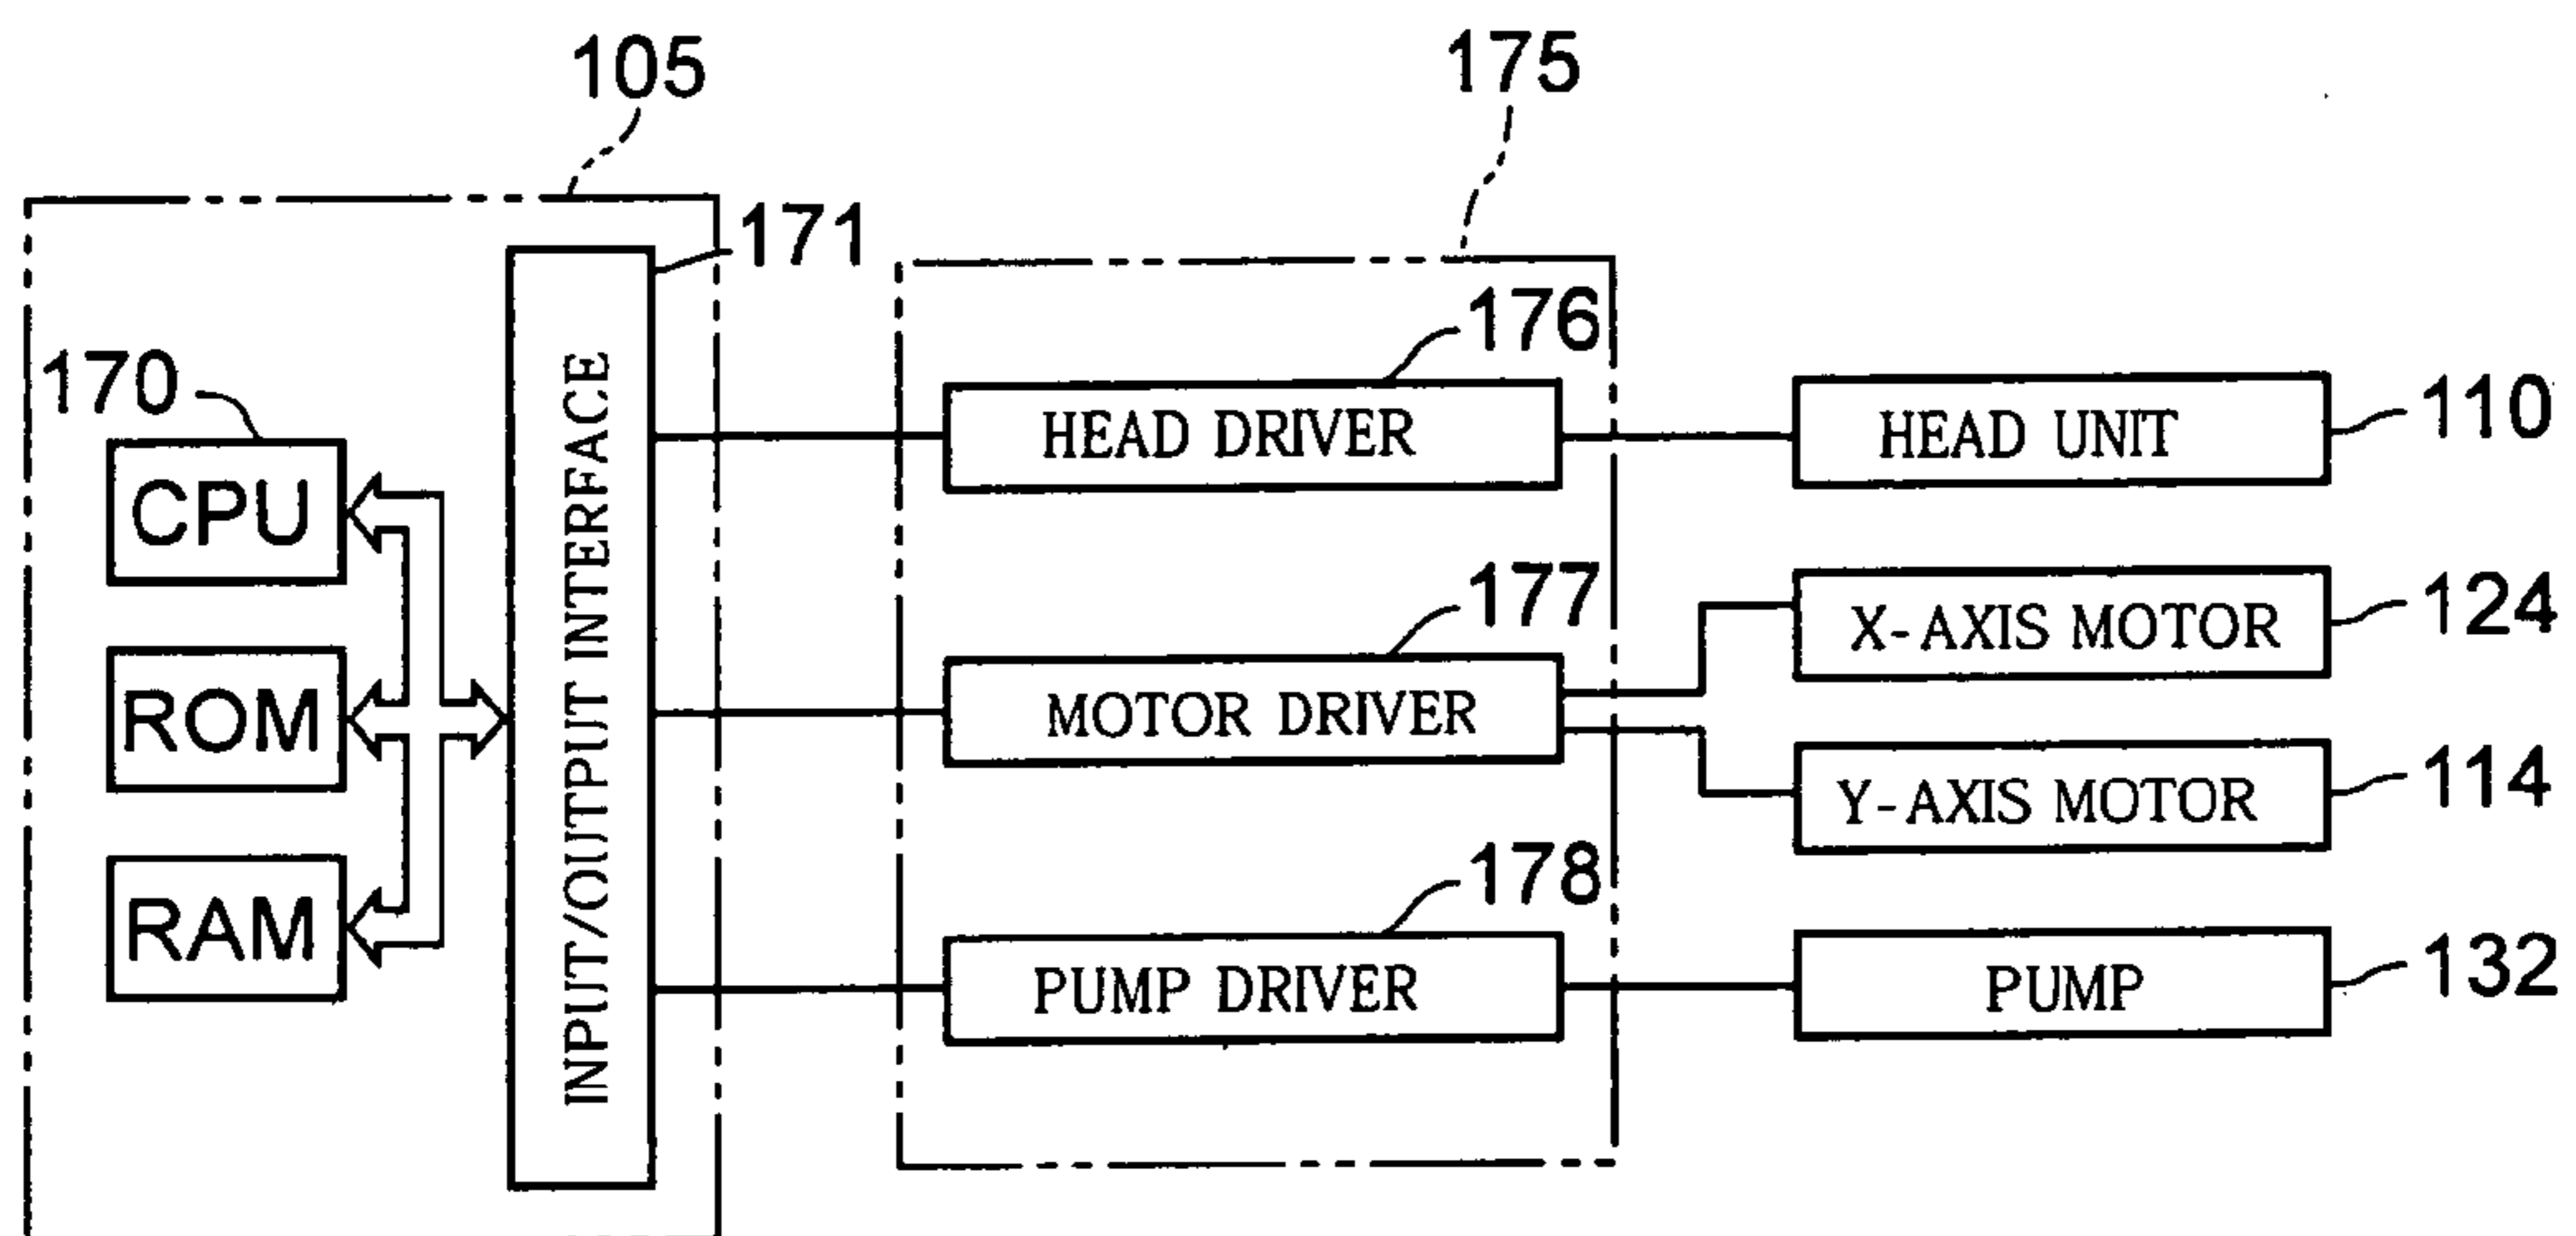 105
175
171
170
CPU
ROM
RAM
INPUT/OUTPUT INTERFACE
176
HEAD DRIVER
177
MOTOR DRIVER
178
PUMP DRIVER
HEAD UNIT
110
X-AXIS MOTOR
124
Y-AXIS MOTOR
114
PUMP
132